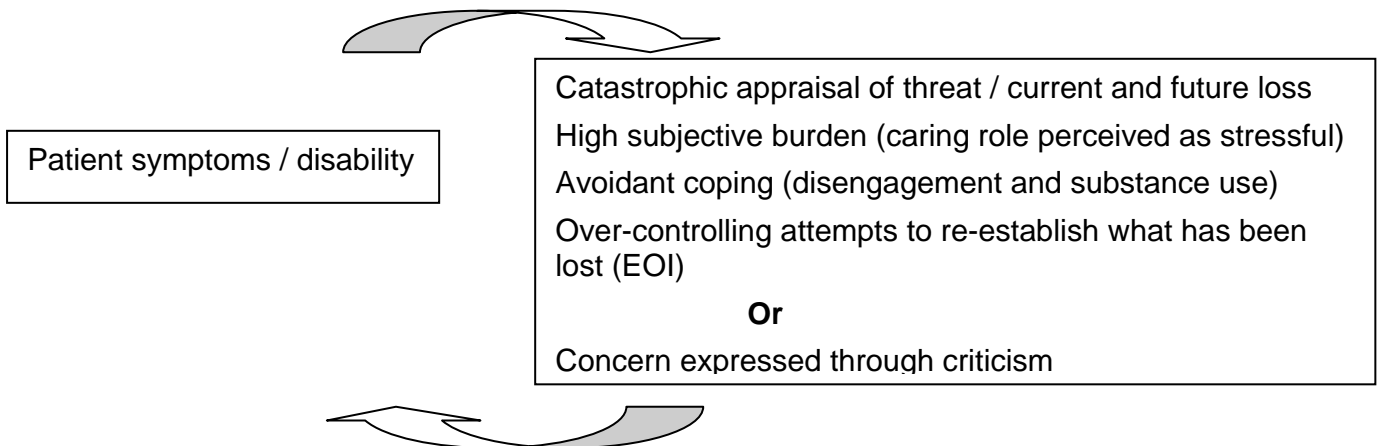 Patient symptoms / disability
Catastrophic appraisal of threat / current and future loss
High subjective burden (caring role perceived as stressful)
Avoidant coping (disengagement and substance use)
Over-controlling attempts to re-establish what has been
lost (EOI)
Or
Concern expressed through criticism